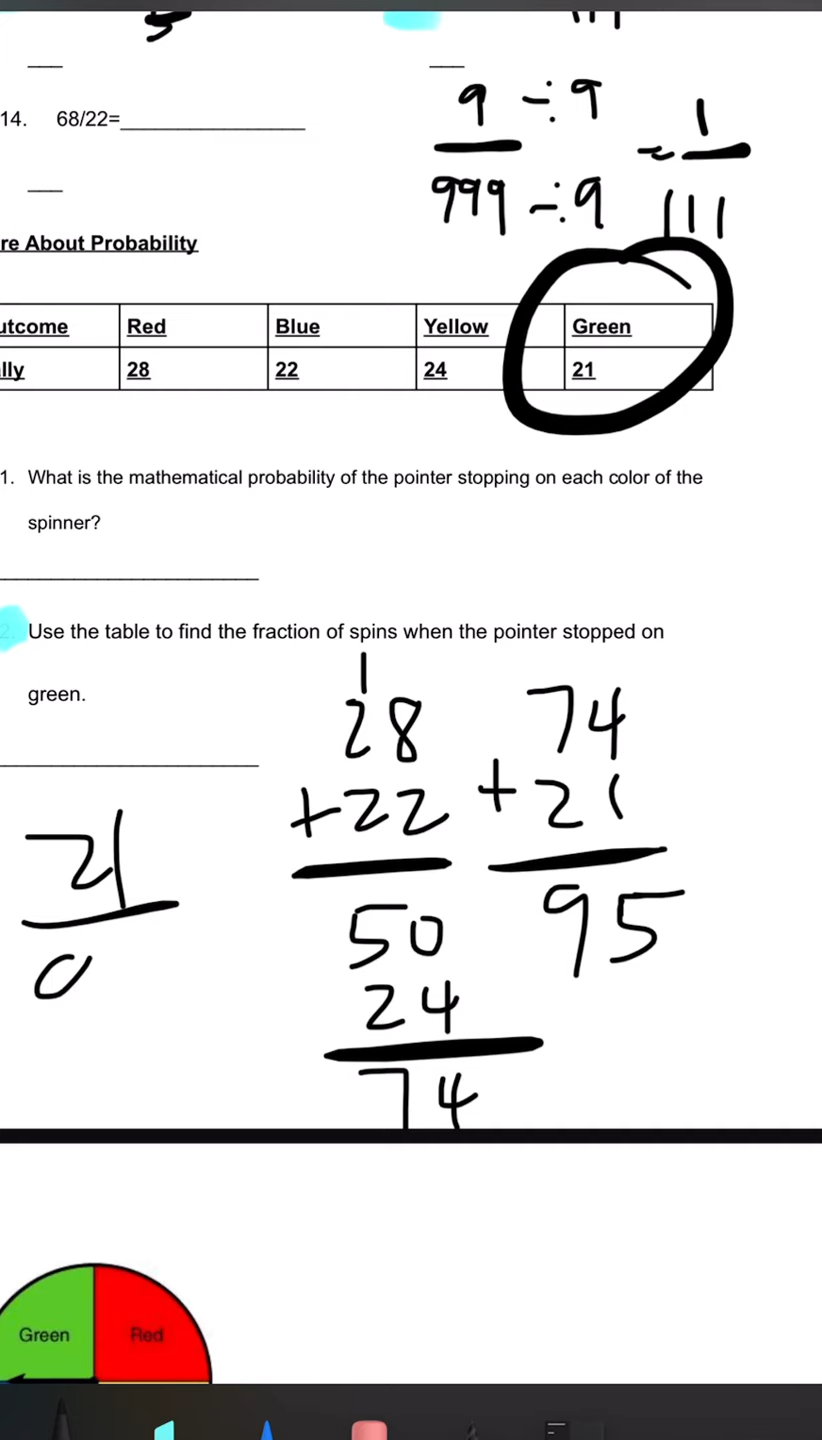 9 ÷ 9
999 ÷ 9 = 1
111
14. 68/22=________________
___
re About Probability
utcome Red Blue Yellow Green
lly 28 22 24 21
1. What is the mathematical probability of the pointer stopping on each color of the
spinner?
2. Use the table to find the fraction of spins when the pointer stopped on
green.
21
28 74
+22 +21
50 95
24
74
Green Red